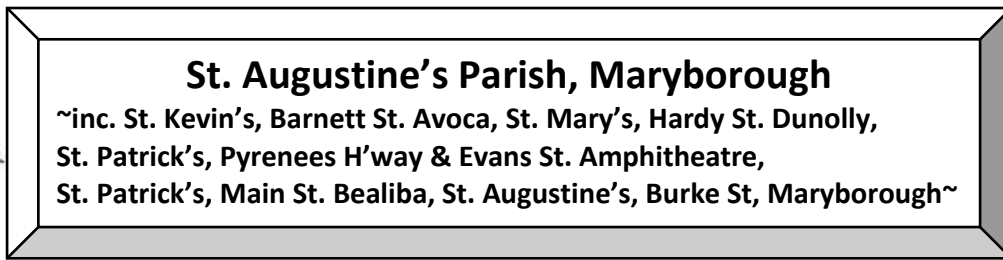 St. Augustine’s Parish, Maryborough
~inc. St. Kevin’s, Barnett St. Avoca, St. Mary’s, Hardy St. Dunolly,
St. Patrick’s, Pyrenees H’way & Evans St. Amphitheatre,
St. Patrick’s, Main St. Bealiba, St. Augustine’s, Burke St, Maryborough~